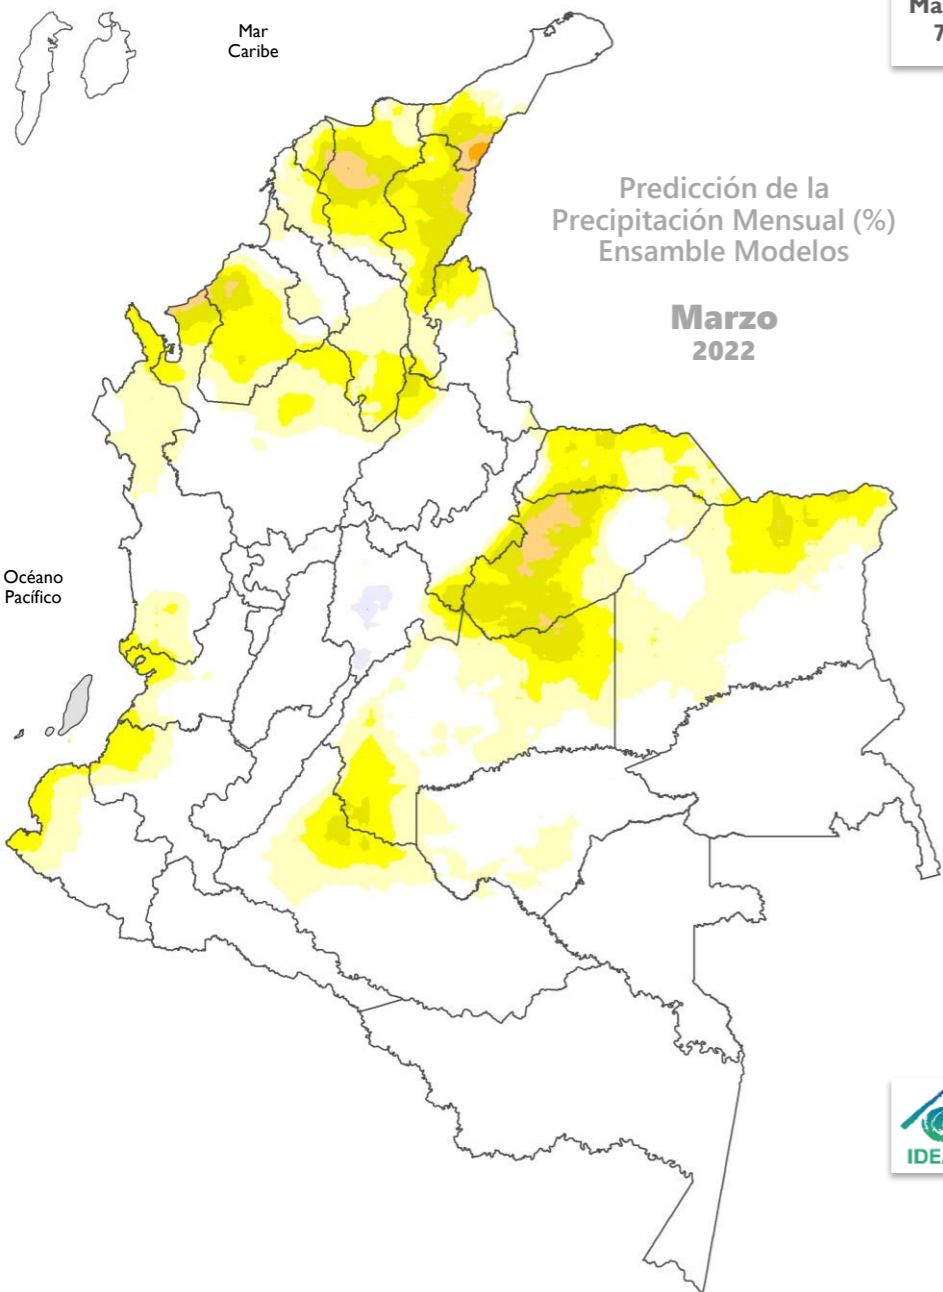 Mar
Caribe
Predicción de la
Precipitación Mensual (%)
Ensamble Modelos
Marzo
2022
Océano
Pacífico